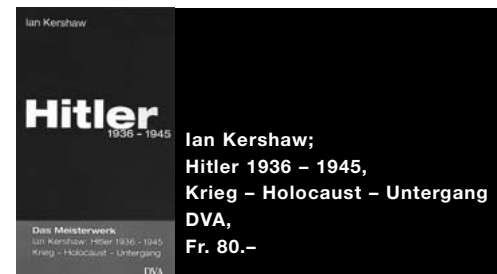 Ian Kershaw
Hitler
1936 – 1945
Das Meisterwerk
Ian Kershaw: Hitler 1936 - 1945
Krieg – Holocaust – Untergang
DVA
Ian Kershaw;
Hitler 1936 – 1945,
Krieg – Holocaust – Untergang
DVA,
Fr. 80.–